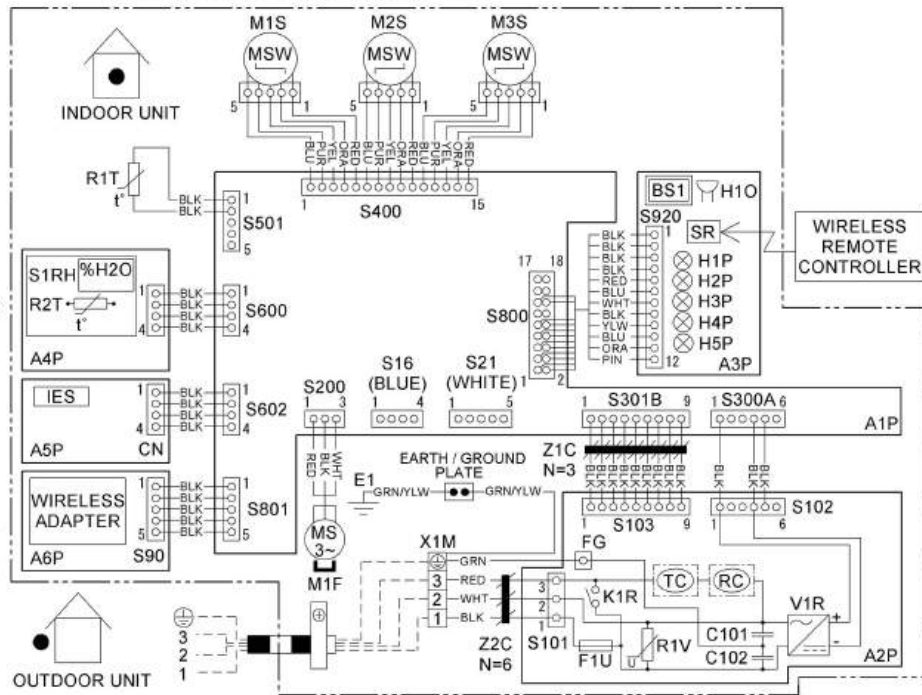 M1S M2S M3S
MSW MSW MSW
5 1 5 1 5 1
INDOOR UNIT
BLU PUR YEL ORA RED BLU PUR YEL ORA RED BLU PUR YEL ORA RED
R1T
t°
BLK
BLK
1
S501
5
1 S400 15
BS1 H1O
S920
SR
WIRELESS
REMOTE
CONTROLLER
1
BLK
BLK
BLK
BLK
RED
BLU
WHT
BLK
YLW
BLU
ORA
PIN
12
H1P
H2P
H3P
H4P
H5P
A3P
17 18
S800
1 2
S1RH %H2O
R2T
t°
A4P
1 BLK 1
BLK
BLK
4 BLK 4
S600
IES
A5P CN
1 BLK 1
BLK
BLK
4 BLK 4
S602
WIRELESS
ADAPTER
A6P S90
1 BLK 1
BLK
BLK
BLK
5 BLK 5
S801
S200
1 3
S16
(BLUE)
1 4
S21
(WHITE)
1 5
S301B
1 9
S300A
1 6
A1P
RED BLK WHT
MS
3~
M1F
EARTH / GROUND
PLATE
E1
GRN/YLW GRN/YLW
Z1C
N=3
BLK BLK BLK BLK BLK BLK BLK BLK BLK
BLK BLK BLK
1 9
S103
1 6
S102
X1M
GRN
3 RED
2 WHT
1 BLK
Z2C
N=6
FG
3
2
1
S101
K1R
TC RC
F1U
R1V
U
C101
C102
V1R
+
-
A2P
OUTDOOR UNIT
3
2
1